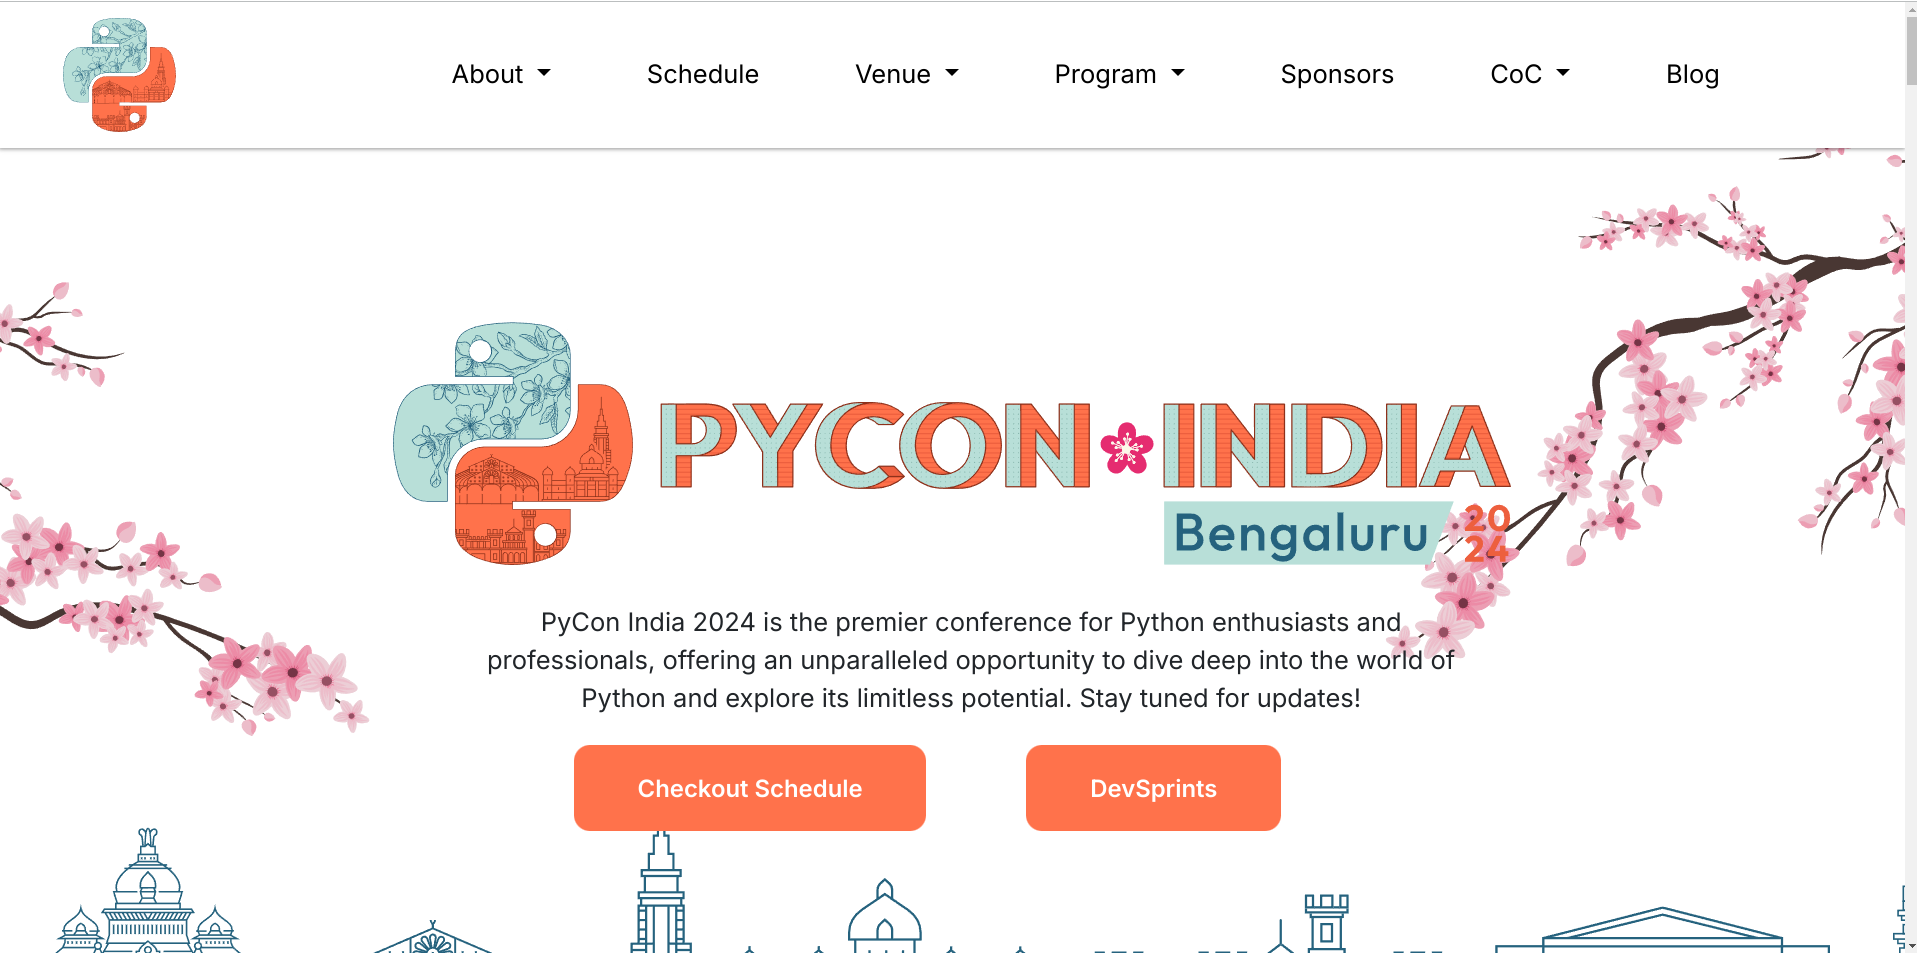 About
Schedule
Venue
Program
Sponsors
CoC
Blog
PYCON INDIA
Bengaluru
20
24
PyCon India 2024 is the premier conference for Python enthusiasts and
professionals, offering an unparalleled opportunity to dive deep into the world of
Python and explore its limitless potential. Stay tuned for updates!
Checkout Schedule
DevSprints